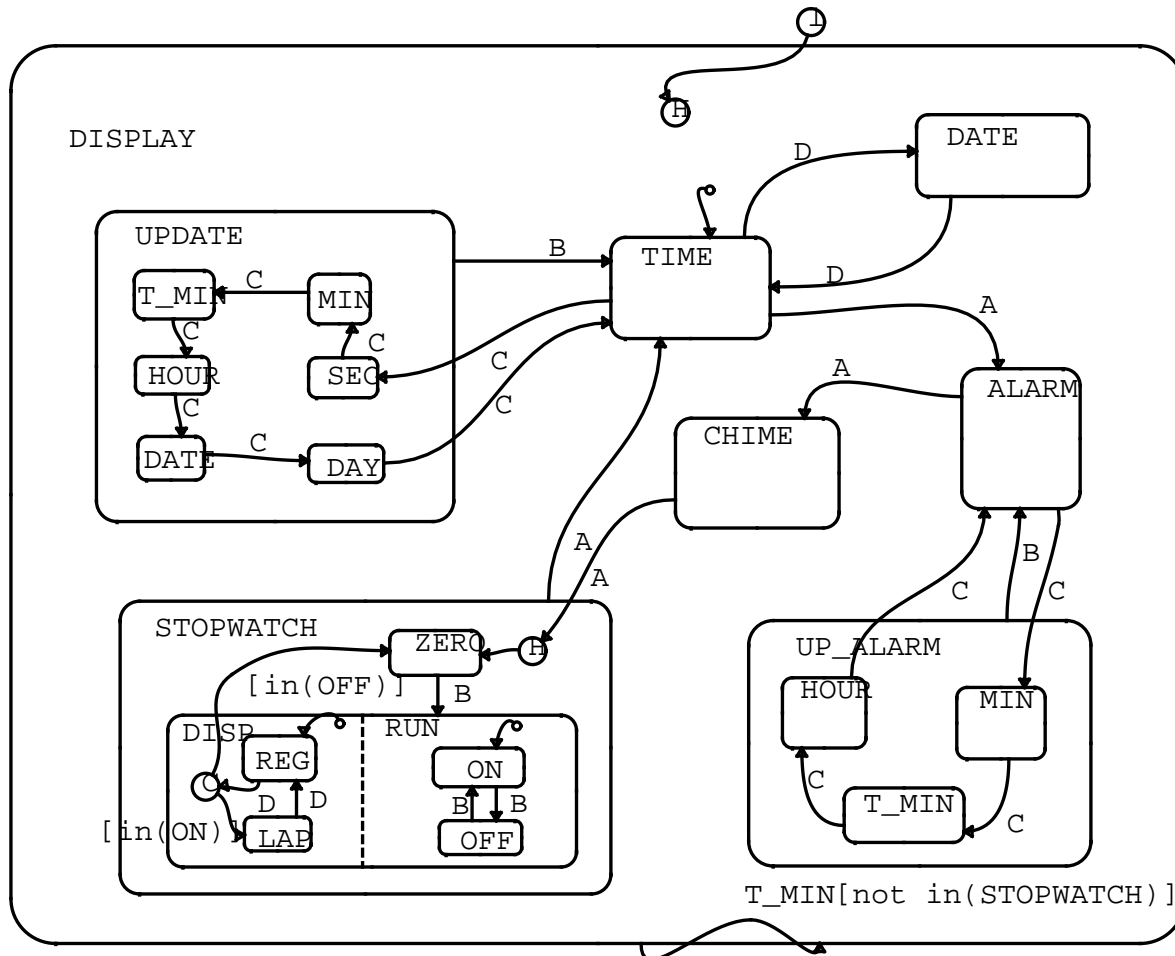 T
H
DISPLAY
DATE
D
UPDATE
B
TIME
D
T_MIN
C
MIN
A
C
C
HOUR
SEC
C
A
ALARM
C
C
CHIME
DATE
C
DAY
A
B
A
C
C
STOPWATCH
ZERO
H
UP_ALARM
[in(OFF)]
B
HOUR
MIN
DISP
RUN
REG
ON
C
C
D
D
B
B
T_MIN
C
[in(ON)]
LAP
OFF
T_MIN[not in(STOPWATCH)]